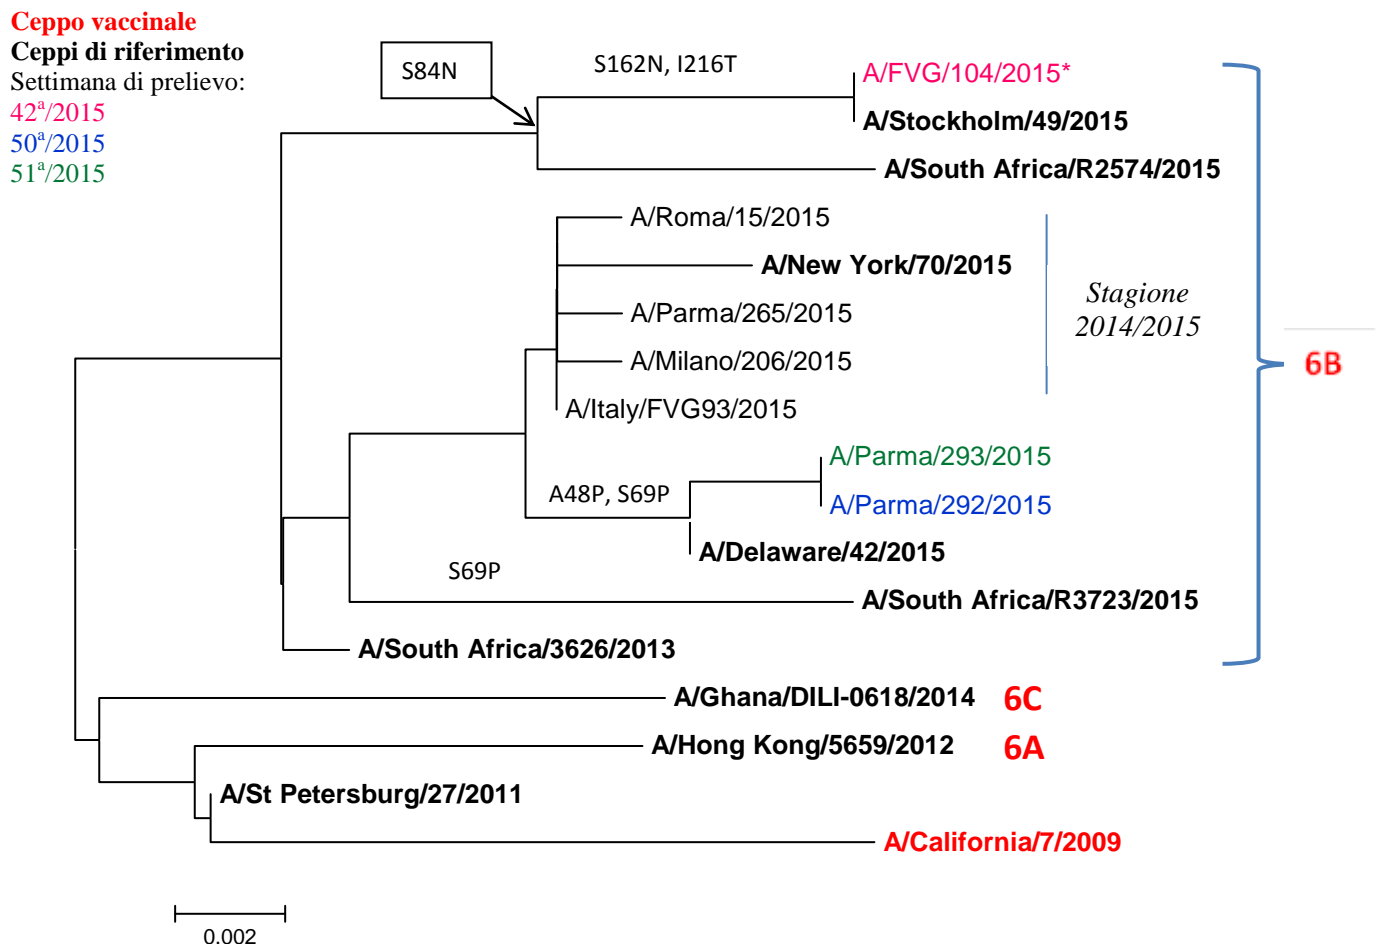 Ceppo vaccinale
Ceppi di riferimento
Settimana di prelievo:
42ª/2015
50ª/2015
51ª/2015
S84N
S162N, I216T
A/FVG/104/2015*
A/Stockholm/49/2015
A/South Africa/R2574/2015
A/Roma/15/2015
A/New York/70/2015
A/Parma/265/2015
A/Milano/206/2015
A/Italy/FVG93/2015
Stagione
2014/2015
6B
A/Parma/293/2015
A48P, S69P
A/Parma/292/2015
A/Delaware/42/2015
S69P
A/South Africa/R3723/2015
A/South Africa/3626/2013
A/Ghana/DILI-0618/2014 6C
A/Hong Kong/5659/2012 6A
A/St Petersburg/27/2011
A/California/7/2009
0.002